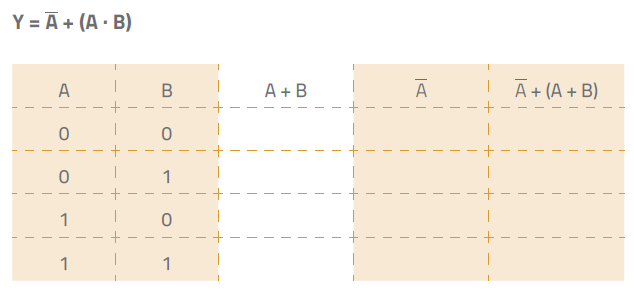 Y = A̅ + (A · B)
A B A + B A̅ A̅ + (A + B)
0 0
0 1
1 0
1 1